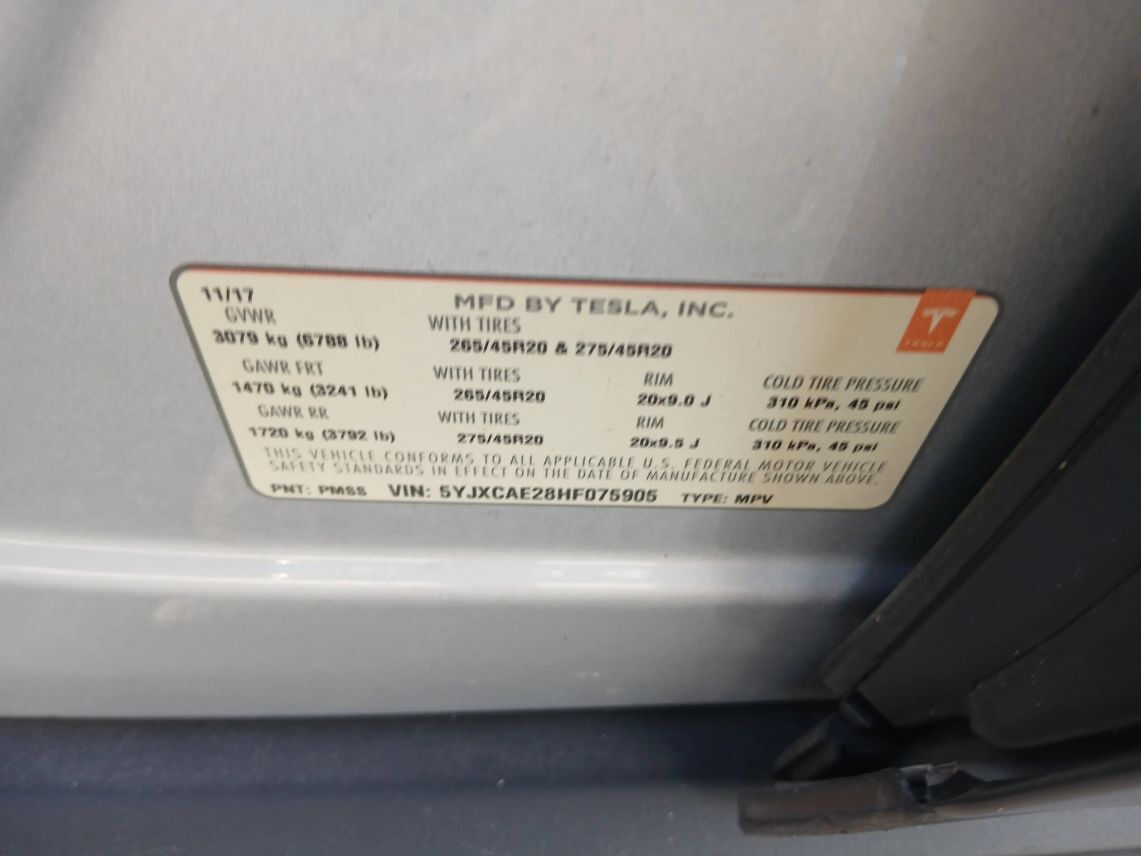 11/17 MFD BY TESLA, INC.
GVWR WITH TIRES
3079 kg (6788 lb) 265/45R20 & 275/45R20
GAWR FRT WITH TIRES RIM COLD TIRE PRESSURE
1470 kg (3241 lb) 265/45R20 20x9.0 J 310 kPa, 45 psi
GAWR RR WITH TIRES RIM COLD TIRE PRESSURE
1720 kg (3792 lb) 275/45R20 20x9.5 J 310 kPa, 45 psi
THIS VEHICLE CONFORMS TO ALL APPLICABLE U.S. FEDERAL MOTOR VEHICLE
SAFETY STANDARDS IN EFFECT ON THE DATE OF MANUFACTURE SHOWN ABOVE.
PNT: PMSS VIN: 5YJXCAE28HF075905 TYPE: MPV
TESLA